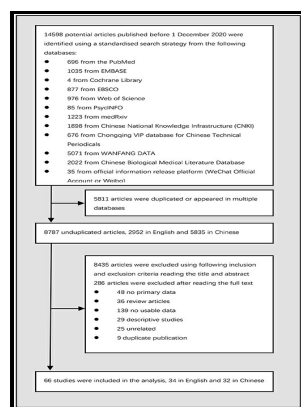 14598 potential articles published before 1 December 2020 were
identified using a standardised search strategy from the following
databases:
● 696 from the PubMed
● 1035 from EMBASE
● 4 from Cochrane Library
● 877 from EBSCO
● 976 from Web of Science
● 85 from PsycINFO
● 1223 from medRxiv
● 1898 from Chinese National Knowledge Infrastructure (CNKI)
● 676 from Chongqing VIP database for Chinese Technical
Periodicals
● 5071 from WANFANG DATA
● 2022 from Chinese Biological Medical Literature Database
● 35 from official information release platform (WeChat Official
Account or Weibo)
5811 articles were duplicated or appeared in multiple
databases
8787 unduplicated articles, 2952 in English and 5835 in Chinese
8435 articles were excluded using following inclusion
and exclusion criteria reading the title and abstract
286 articles were excluded after reading the full text
● 48 no primary data
● 36 review articles
● 139 no usable data
● 29 descriptive studies
● 25 unrelated
● 9 duplicate publication
66 studies were included in the analysis, 34 in English and 32 in Chinese